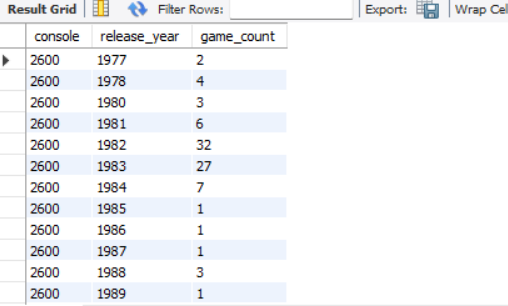 Result Grid Filter Rows: Export: Wrap Cel
console release_year game_count
2600 1977 2
2600 1978 4
2600 1980 3
2600 1981 6
2600 1982 32
2600 1983 27
2600 1984 7
2600 1985 1
2600 1986 1
2600 1987 1
2600 1988 3
2600 1989 1